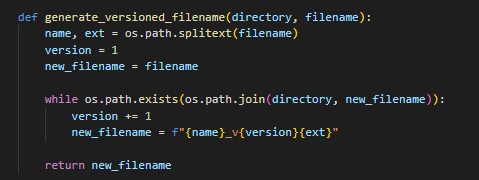 def generate_versioned_filename(directory, filename):
    name, ext = os.path.splitext(filename)
    version = 1
    new_filename = filename

    while os.path.exists(os.path.join(directory, new_filename)):
        version += 1
        new_filename = f"{name}_v{version}{ext}"

    return new_filename